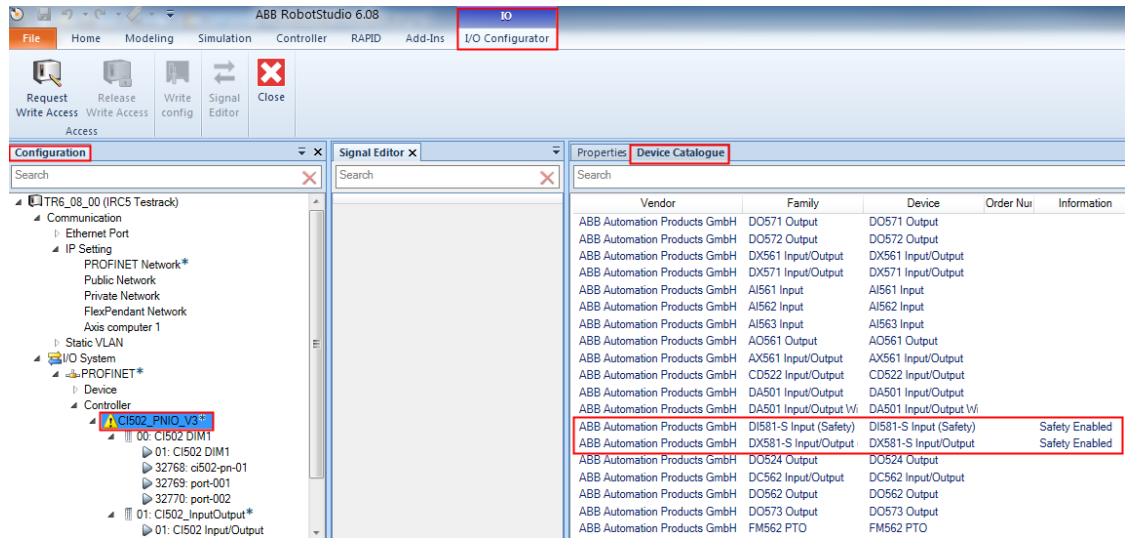 ABB RobotStudio 6.08
IO
File Home Modeling Simulation Controller RAPID Add-Ins I/O Configurator
Request Write Access
Release Write Access
Write config
Signal Editor
Close
Access
Configuration
Search
TR6_08_00 (IRC5 Testrack)
Communication
Ethernet Port
IP Setting
PROFINET Network*
Public Network
Private Network
FlexPendant Network
Axis computer 1
Static VLAN
I/O System
PROFINET*
Device
Controller
CI502_PNIO_V3*
00: CI502 DIM1
01: CI502 DIM1
32768: ci502-pn-01
32769: port-001
32770: port-002
01: CI502_InputOutput*
01: CI502 Input/Output
Signal Editor X
Search
Properties Device Catalogue
Search
Vendor Family Device Order Nur Information
ABB Automation Products GmbH DO571 Output DO571 Output
ABB Automation Products GmbH DO572 Output DO572 Output
ABB Automation Products GmbH DX561 Input/Output DX561 Input/Output
ABB Automation Products GmbH DX571 Input/Output DX571 Input/Output
ABB Automation Products GmbH AI561 Input AI561 Input
ABB Automation Products GmbH AI562 Input AI562 Input
ABB Automation Products GmbH AI563 Input AI563 Input
ABB Automation Products GmbH AO561 Output AO561 Output
ABB Automation Products GmbH AX561 Input/Output AX561 Input/Output
ABB Automation Products GmbH CD522 Input/Output CD522 Input/Output
ABB Automation Products GmbH DA501 Input/Output DA501 Input/Output
ABB Automation Products GmbH DA501 Input/Output Wi DA501 Input/Output Wi
ABB Automation Products GmbH DI581-S Input (Safety) DI581-S Input (Safety) Safety Enabled
ABB Automation Products GmbH DX581-S Input/Output DX581-S Input/Output Safety Enabled
ABB Automation Products GmbH DO524 Output DO524 Output
ABB Automation Products GmbH DC562 Input/Output DC562 Input/Output
ABB Automation Products GmbH DO562 Output DO562 Output
ABB Automation Products GmbH DO573 Output DO573 Output
ABB Automation Products GmbH FM562 PTO FM562 PTO